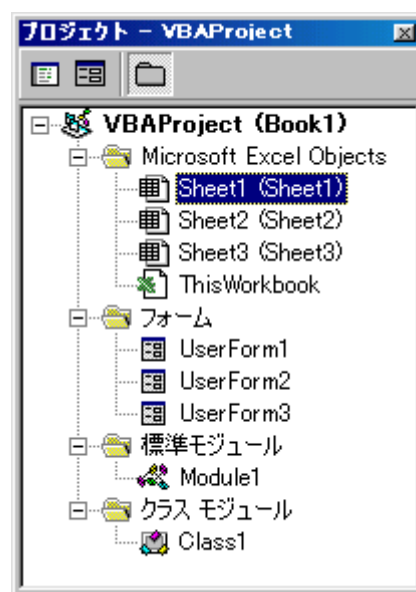 プロジェクト - VBAProject
VBAProject (Book1)
Microsoft Excel Objects
Sheet1 (Sheet1)
Sheet2 (Sheet2)
Sheet3 (Sheet3)
ThisWorkbook
フォーム
UserForm1
UserForm2
UserForm3
標準モジュール
Module1
クラス モジュール
Class1